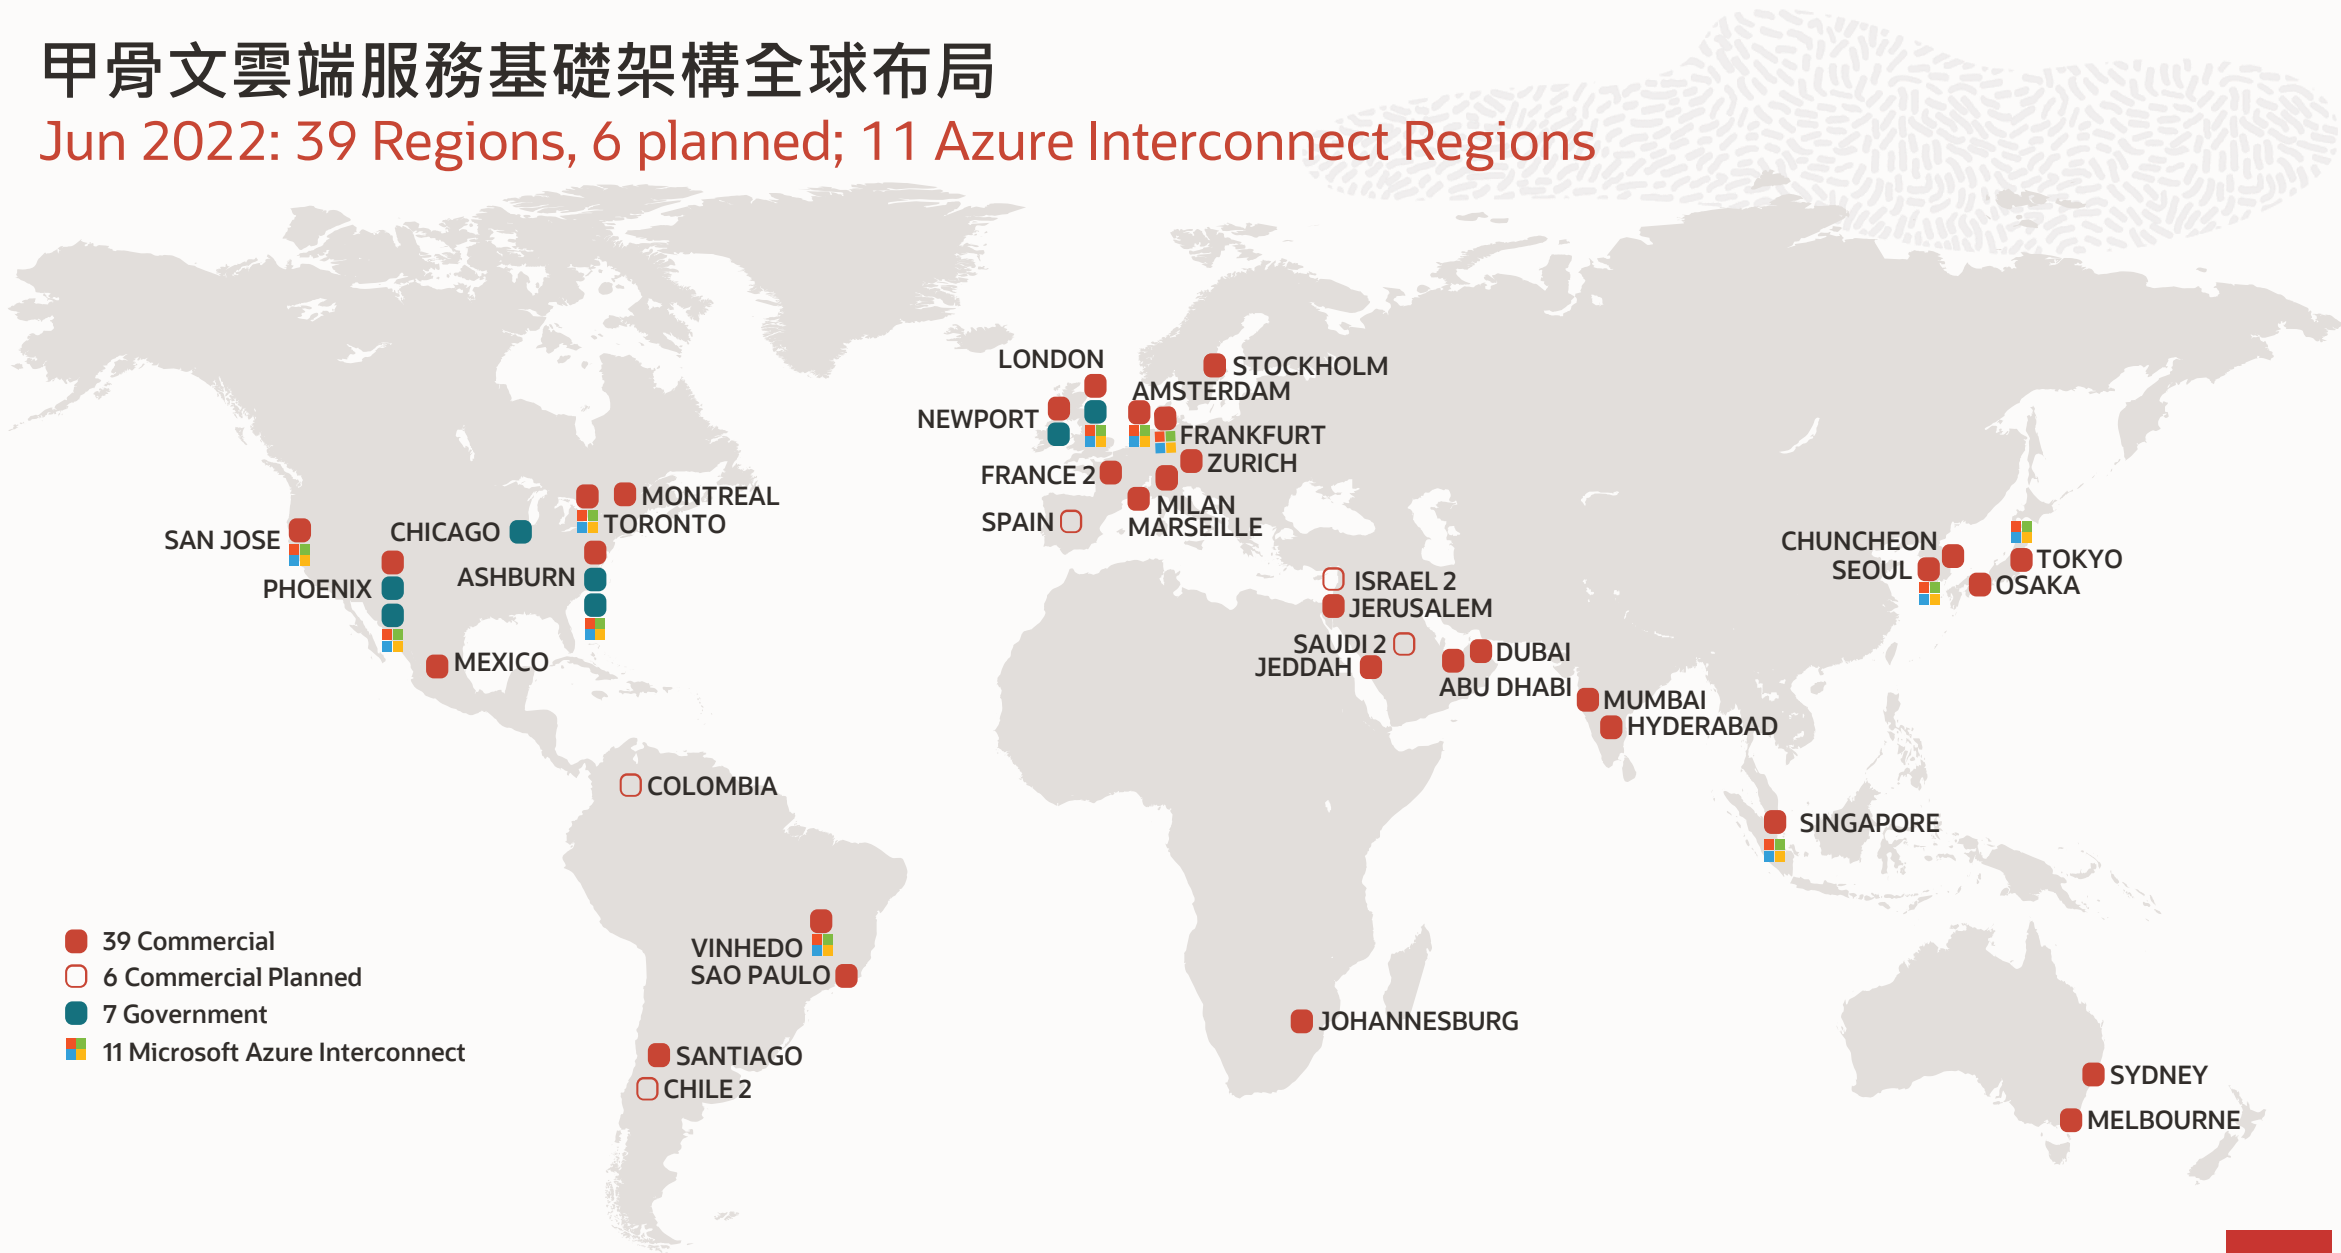 甲骨文雲端服務基礎架構全球布局
Jun 2022: 39 Regions, 6 planned; 11 Azure Interconnect Regions
LONDON
STOCKHOLM
AMSTERDAM
NEWPORT
FRANKFURT
ZURICH
FRANCE 2
MILAN
MARSEILLE
SPAIN
MONTREAL
TORONTO
CHICAGO
SAN JOSE
ASHBURN
PHOENIX
MEXICO
CHUNCHEON
SEOUL
TOKYO
OSAKA
ISRAEL 2
JERUSALEM
SAUDI 2
JEDDAH
DUBAI
ABU DHABI
MUMBAI
HYDERABAD
COLOMBIA
SINGAPORE
VINHEDO
SAO PAULO
JOHANNESBURG
SANTIAGO
CHILE 2
SYDNEY
MELBOURNE
39 Commercial
6 Commercial Planned
7 Government
11 Microsoft Azure Interconnect